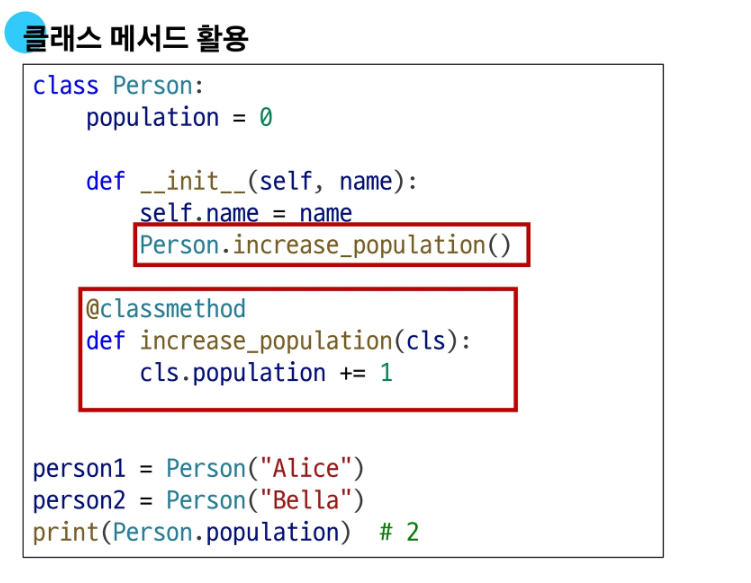 클래스 메서드 활용
class Person:
    population = 0
    def __init__(self, name):
        self.name = name
        Person.increase_population()
    @classmethod
    def increase_population(cls):
        cls.population += 1
person1 = Person("Alice")
person2 = Person("Bella")
print(Person.population)  # 2